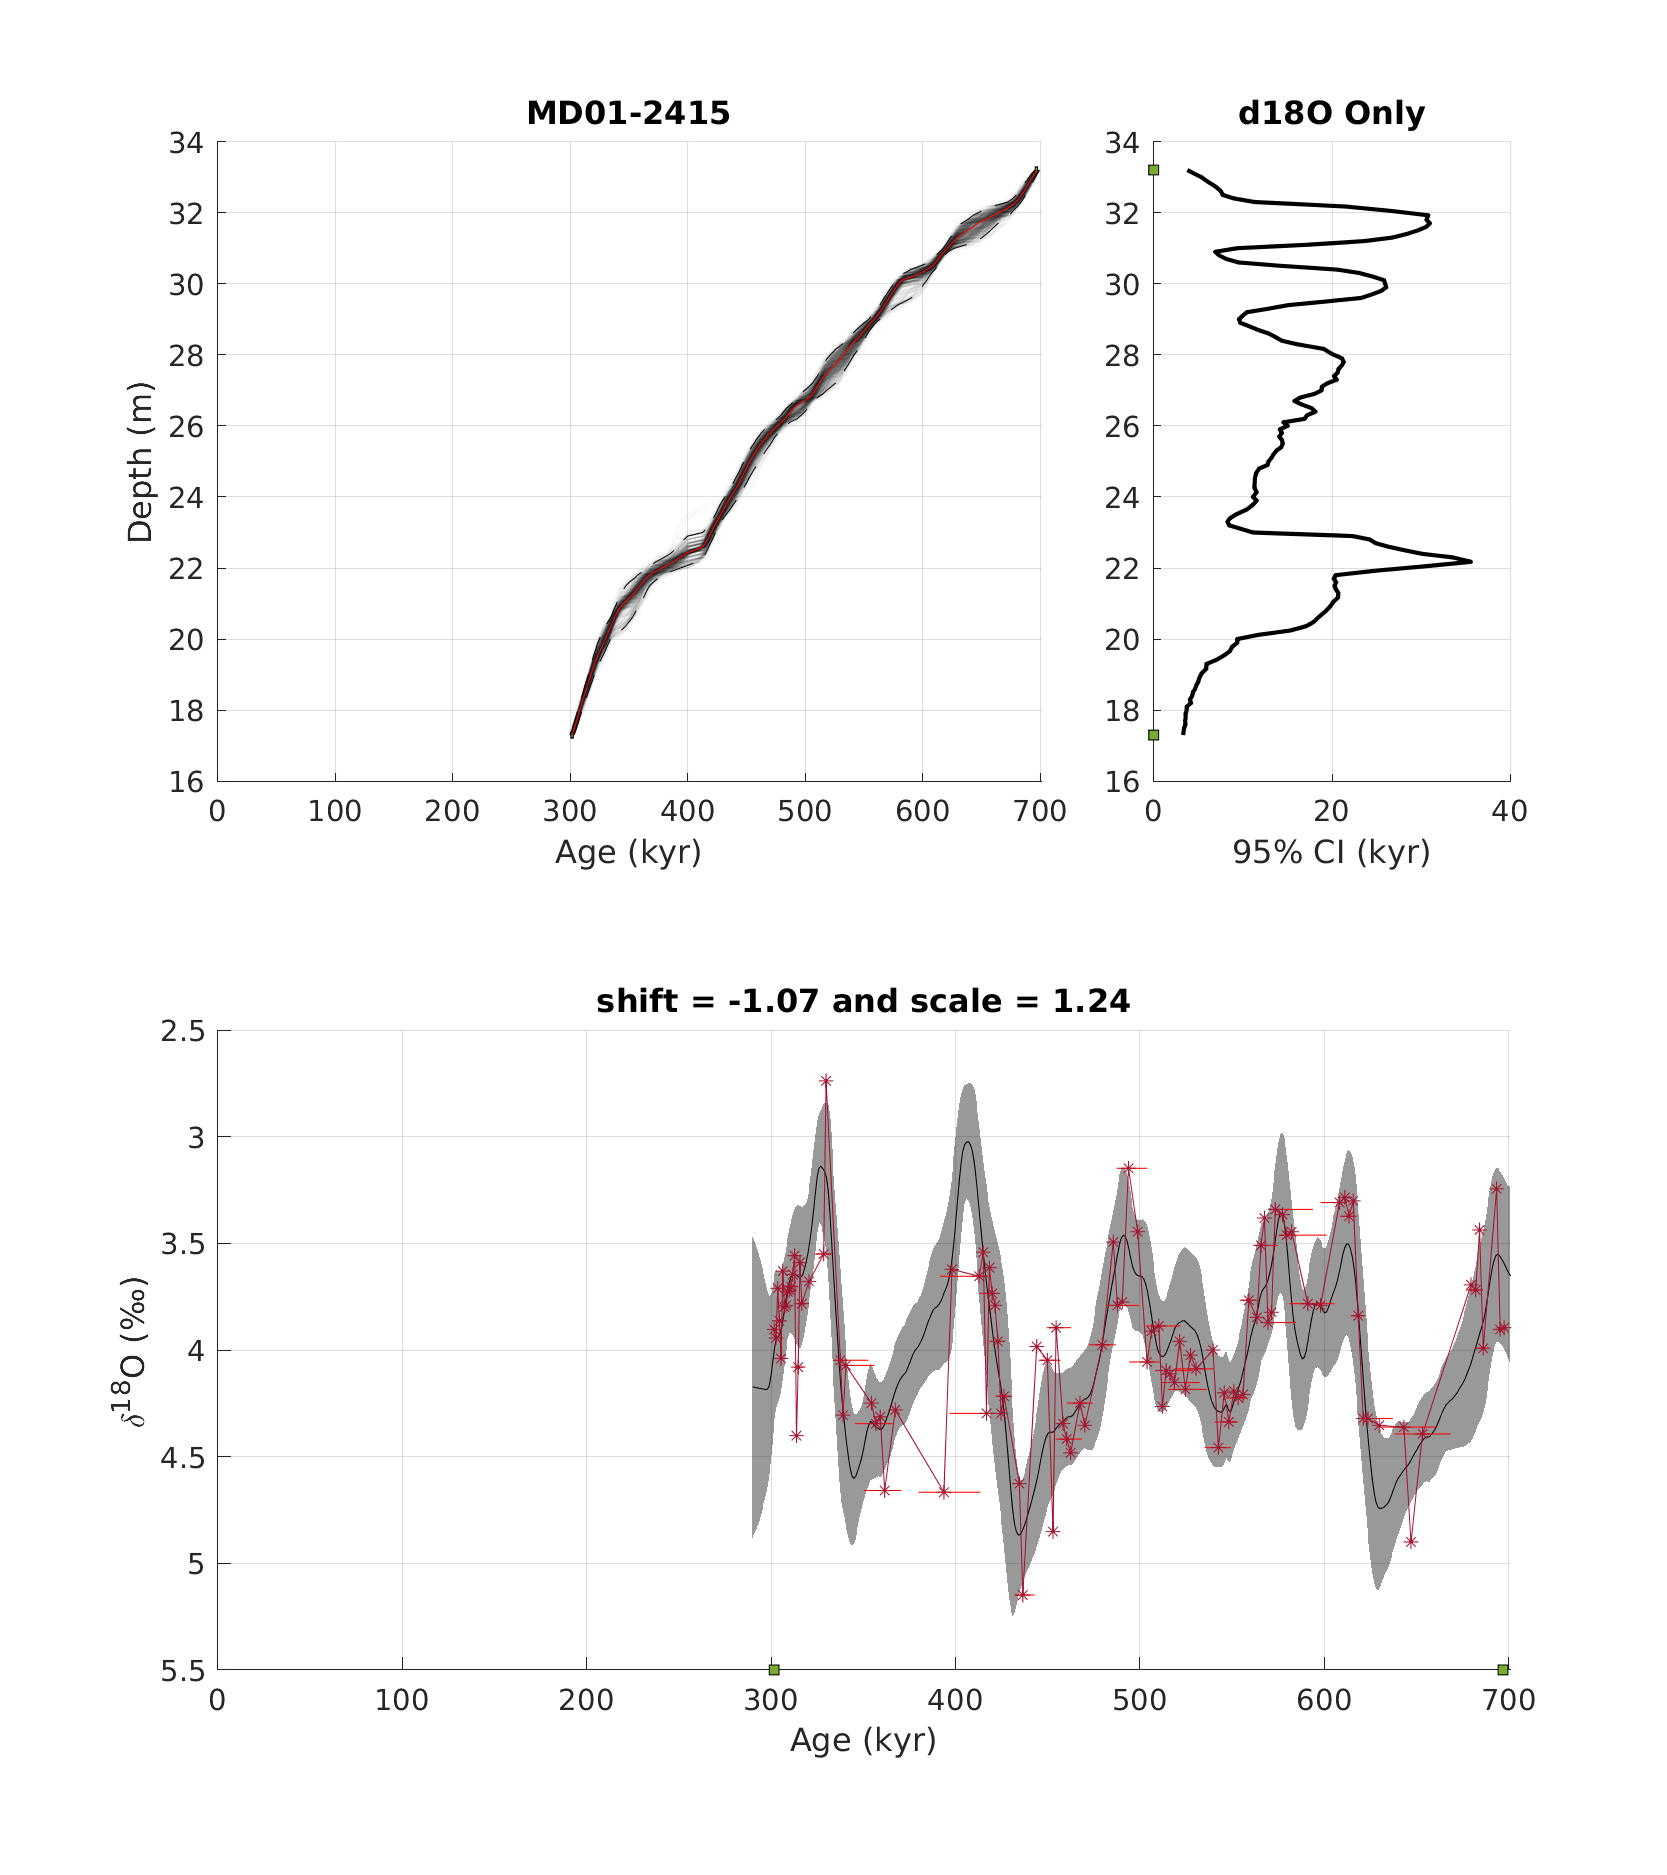 MD01-2415
d18O Only
34
32
30
28
26
24
22
20
18
16
Depth (m)
0 100 200 300 400 500 600 700
Age (kyr)
34
32
30
28
26
24
22
20
18
16
0 20 40
95% CI (kyr)
shift = -1.07 and scale = 1.24
2.5
3
3.5
4
4.5
5
5.5
δ18O (‰)
0 100 200 300 400 500 600 700
Age (kyr)